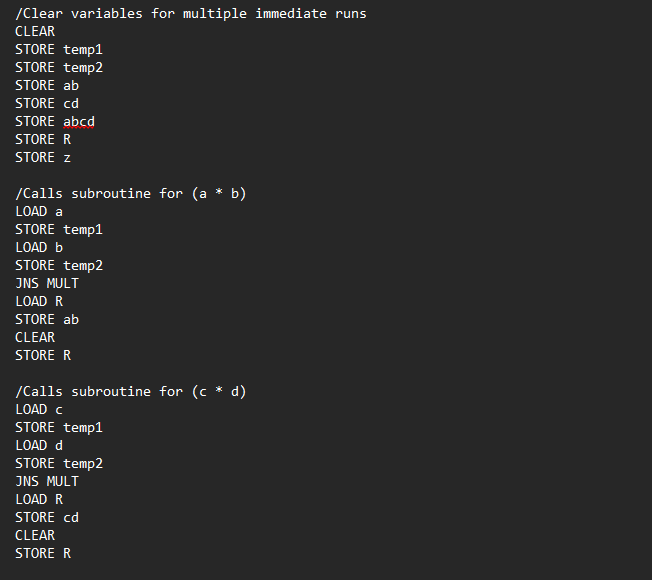 /Clear variables for multiple immediate runs
CLEAR
STORE temp1
STORE temp2
STORE ab
STORE cd
STORE abcd
STORE R
STORE z
/Calls subroutine for (a * b)
LOAD a
STORE temp1
LOAD b
STORE temp2
JNS MULT
LOAD R
STORE ab
CLEAR
STORE R
/Calls subroutine for (c * d)
LOAD c
STORE temp1
LOAD d
STORE temp2
JNS MULT
LOAD R
STORE cd
CLEAR
STORE R